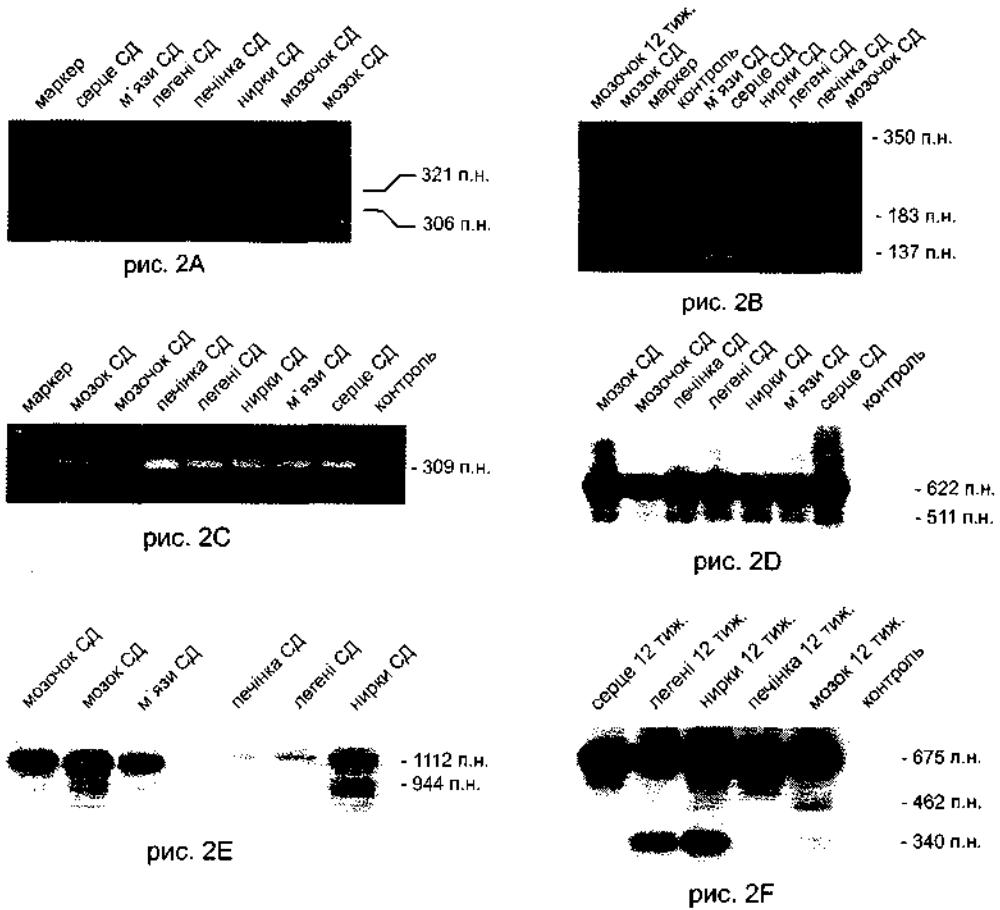 маркер
серце СД
м`язи СД
легені СД
печінка СД
нирки СД
мозочок СД
мозок СД
- 321 п.н.
- 306 п.н.
рис. 2A
мозочок 12 тиж.
мозок СД
маркер
контроль
м`язи СД
серце СД
нирки СД
легені СД
печінка СД
мозочок СД
- 350 п.н.
- 183 п.н.
- 137 п.н.
рис. 2B
маркер
мозок СД
мозочок СД
печінка СД
легені СД
нирки СД
м`язи СД
серце СД
контроль
- 309 п.н.
рис. 2C
мозок СД
мозочок СД
печінка СД
легені СД
нирки СД
м`язи СД
серце СД
контроль
- 622 п.н.
- 511 п.н.
рис. 2D
мозочок СД
мозок СД
м`язи СД
печінка СД
легені СД
нирки СД
- 1112 п.н.
- 944 п.н.
рис. 2E
серце 12 тиж.
легені 12 тиж.
нирки 12 тиж.
печінка 12 тиж.
мозок 12 тиж.
контроль
- 675 л.н.
- 462 п.н.
- 340 п.н.
рис. 2F